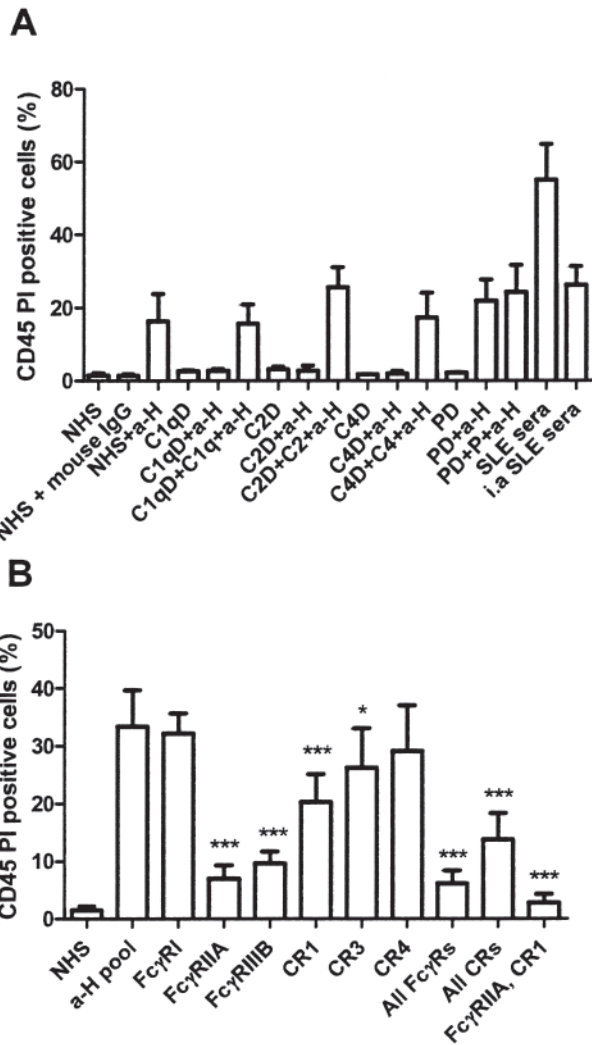 A
CD45 PI positive cells (%)
80
60
40
20
0
NHS
NHS + mouse IgG
NHS+a-H
C1qD
C1qD+a-H
C1qD+C1q+a-H
C2D
C2D+a-H
C2D+C2+a-H
C4D
C4D+a-H
C4D+C4+a-H
PD
PD+a-H
PD+P+a-H
SLE sera
i.a SLE sera
B
CD45 PI positive cells (%)
50
40
30
20
10
0
***
***
***
*
***
***
***
NHS
a-H pool
FcγRI
FcγRIIA
FcγRIIIB
CR1
CR3
CR4
All FcγRs
All CRs
FcγRIIA, CR1